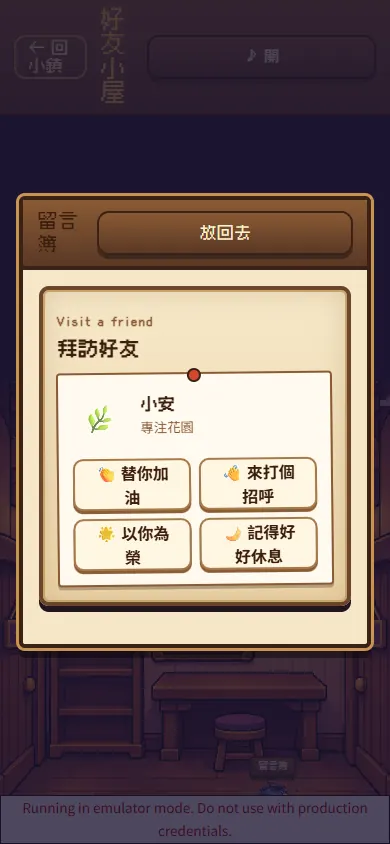 ← 回
小鎮
好友小屋
♪ 關
留言
簿
放回去
Visit a friend
拜訪好友
小安
專注花園
👏 替你加
油
👋 來打個
招呼
🌟 以你為
榮
🌙 記得好
好休息
留言簿
Running in emulator mode. Do not use with production
credentials.